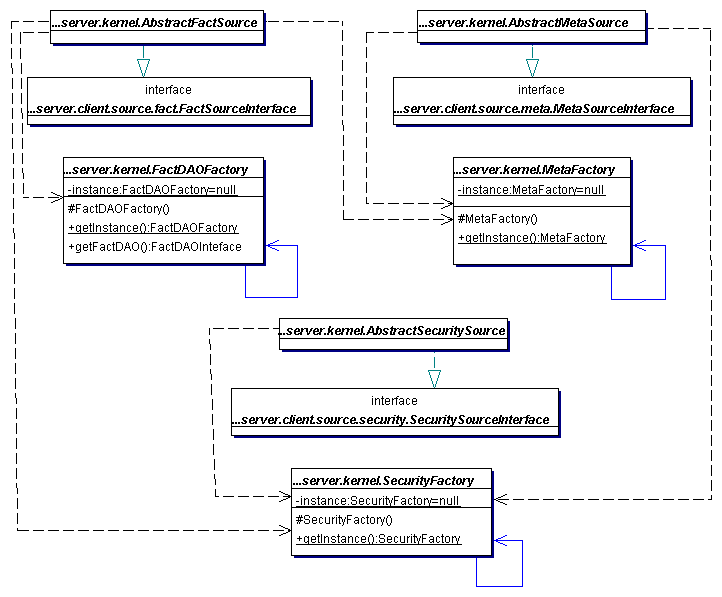 ...server.kernel.AbstractFactSource
...server.kernel.AbstractMetaSource
interface
...server.client.source.fact.FactSourceInterface
interface
...server.client.source.meta.MetaSourceInterface
...server.kernel.FactDAOFactory
-instance:FactDAOFactory=null
#FactDAOFactory()
+getInstance():FactDAOFactory
+getFactDAO():FactDAOInteface
...server.kernel.MetaFactory
-instance:MetaFactory=null
#MetaFactory()
+getInstance():MetaFactory
...server.kernel.AbstractSecuritySource
interface
...server.client.source.security.SecuritySourceInterface
...server.kernel.SecurityFactory
-instance:SecurityFactory=null
#SecurityFactory()
+getInstance():SecurityFactory